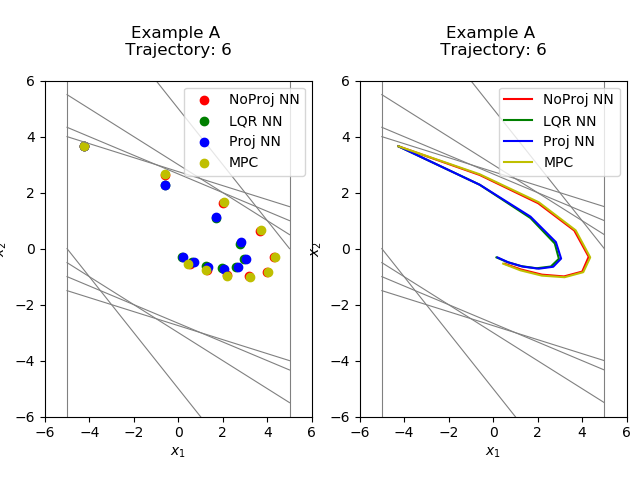 Example A
Trajectory: 6
6
4
2
0
−2
−4
−6
−6
−4
−2
0
2
4
6
x₁
x₂
NoProj NN
LQR NN
Proj NN
MPC
Example A
Trajectory: 6
6
4
2
0
−2
−4
−6
−6
−4
−2
0
2
4
6
x₁
x₂
NoProj NN
LQR NN
Proj NN
MPC